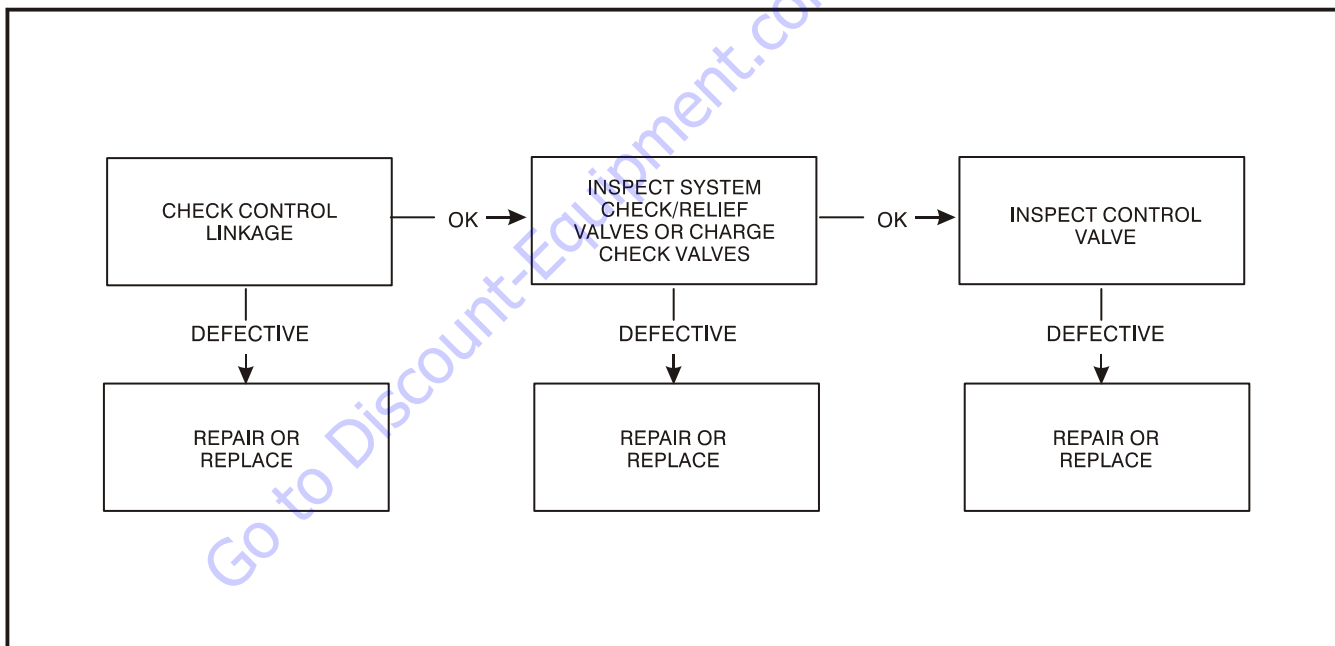 CHECK CONTROL
LINKAGE
OK
INSPECT SYSTEM
CHECK/RELIEF
VALVES OR CHARGE
CHECK VALVES
OK
INSPECT CONTROL
VALVE
DEFECTIVE
DEFECTIVE
DEFECTIVE
REPAIR OR
REPLACE
REPAIR OR
REPLACE
REPAIR OR
REPLACE
Go to Discount-Equipment.com